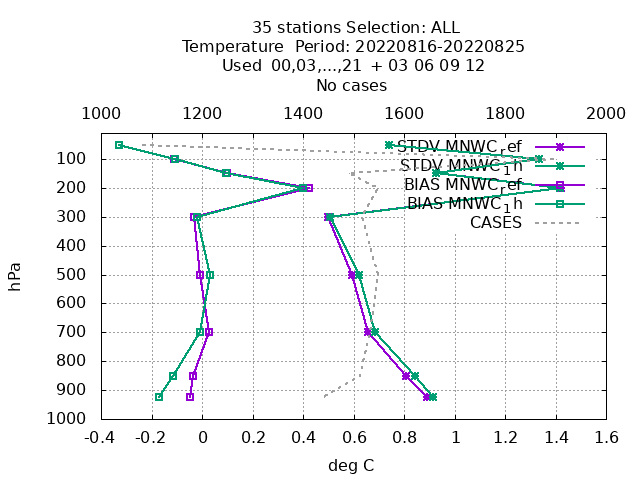 35 stations Selection: ALL
Temperature  Period: 20220816-20220825
Used  00,03,...,21  + 03 06 09 12
No cases
1000 1200 1400 1600 1800 2000
STDV MNWC_ref
STDV MNWC_1h
BIAS MNWC_ref
BIAS MNWC_1h
CASES
100
200
300
400
500
600
700
800
900
1000
hPa
-0.4 -0.2 0 0.2 0.4 0.6 0.8 1 1.2 1.4 1.6
deg C